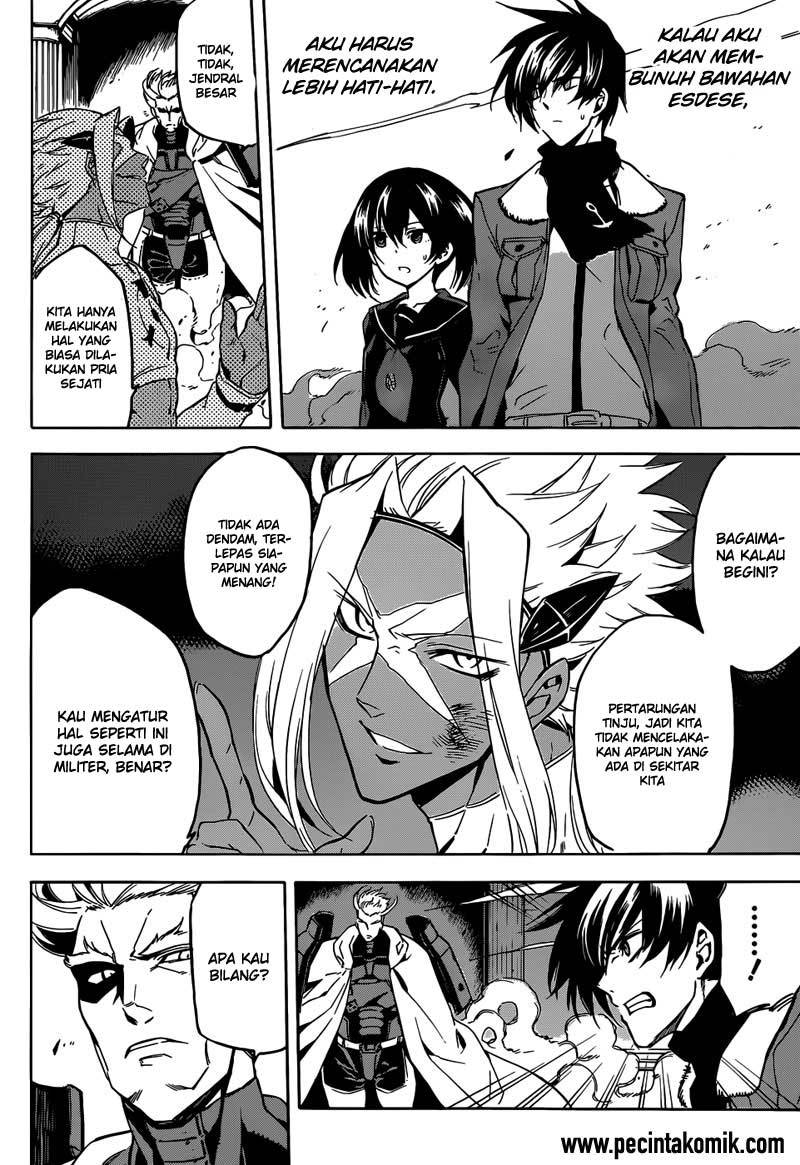 KALAU AKU
AKAN MEM-
BUNUH BAWAHAN
ESDESE,
AKU HARUS
MERENCANAKAN
LEBIH HATI-HATI.
TIDAK,
TIDAK,
JENDRAL
BESAR
KITA HANYA
MELAKUKAN
HAL YANG
BIASA DILA-
KUKAN PRIA
SEJATI
BAGAIMA-
NA KALAU
BEGINI?
PERTARUNGAN
TINJU, JADI KITA
TIDAK MENCELAKA-
KAN APAPUN YANG
ADA DI SEKITAR
KITA
TIDAK ADA
DENDAM, TER-
LEPAS SIA-
PAPUN YANG
MENANG!
KAU MENGATUR
HAL SEPERTI INI
JUGA SELAMA DI
MILITER, BENAR?
......!
APA KAU
BILANG?
www.pecintakomik.com